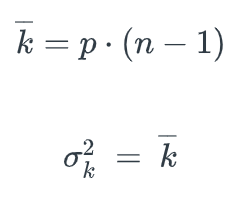 k̅ = p · (n − 1)
σ²ₖ = k̅